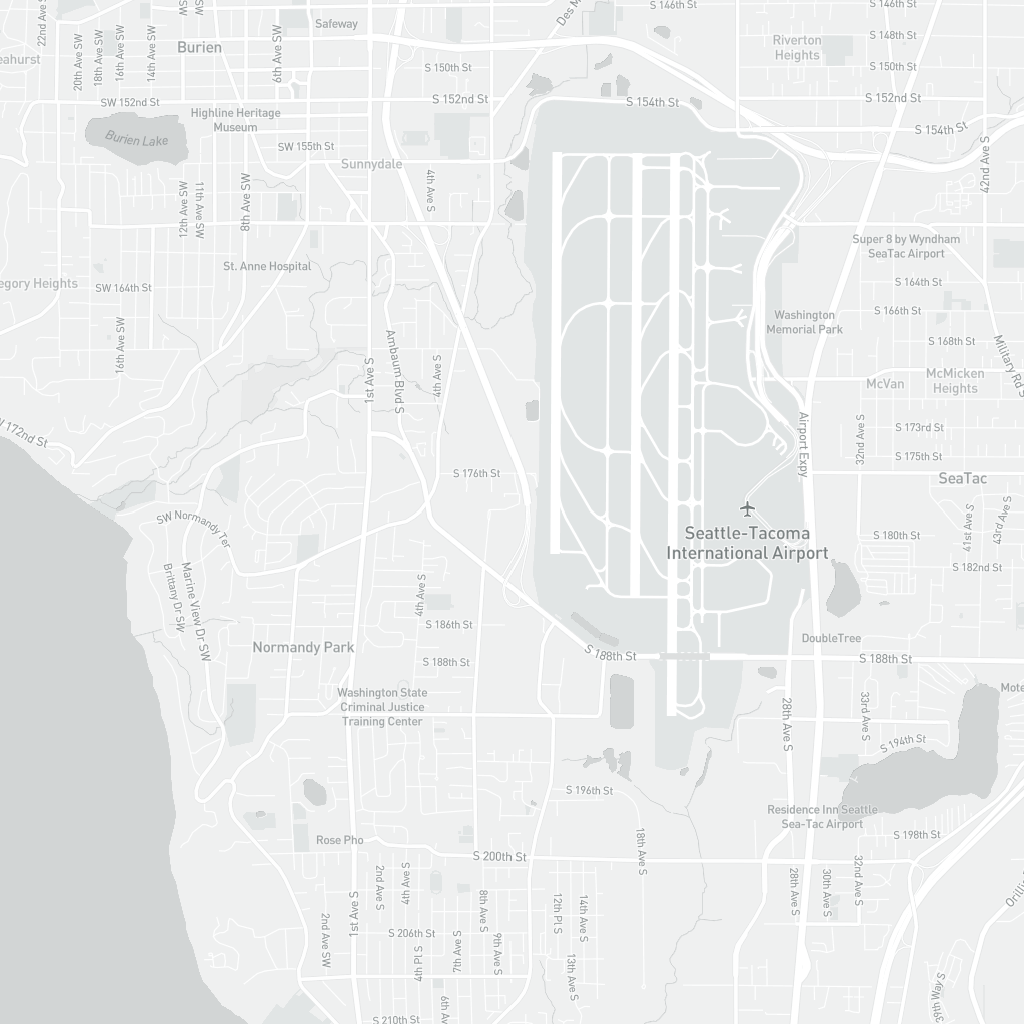 S 146th St
S 146th St
Des M
Safeway
22nd Ave SW
20th Ave SW
18th Ave SW
16th Ave SW
14th Ave SW
6th Ave SW
Burien
Riverton
Heights
S 148th St
S 150th St
S 150th St
eahurst
SW 152nd St
S 152nd St
S 154th St
S 152nd St
S 154th St
Highline Heritage
Museum
Burien Lake
SW 155th St
Sunnydale
42nd Ave S
4th Ave S
12th Ave SW
11th Ave SW
8th Ave SW
Super 8 by Wyndham
SeaTac Airport
St. Anne Hospital
egory Heights
SW 164th St
S 164th St
S 166th St
Washington
Memorial Park
16th Ave SW
S 168th St
Military Rd S
Ambaum Blvd S
1st Ave S
4th Ave S
McVan
McMicken
Heights
W 172nd St
Airport Expy
32nd Ave S
S 173rd St
S 175th St
S 176th St
SeaTac
SW Normandy Ter
Seattle-Tacoma
International Airport
S 180th St
41st Ave S
43rd Ave S
S 182nd St
Brittany Dr SW
Marine View Dr SW
4th Ave S
S 186th St
DoubleTree
Normandy Park
S 188th St
S 188th St
S 188th St
Washington State
Criminal Justice
Training Center
Mote
28th Ave S
33rd Ave S
S 194th St
S 196th St
Residence Inn Seattle
Sea-Tac Airport
18th Ave S
S 198th St
Rose Pho
S 200th St
2nd Ave S
4th Ave S
1st Ave S
8th Ave S
12th Pl S
14th Ave S
28th Ave S
30th Ave S
32nd Ave S
2nd Ave SW
S 206th St
4th Pl S
7th Ave S
9th Ave S
13th Ave S
39th Way S
S 210th St